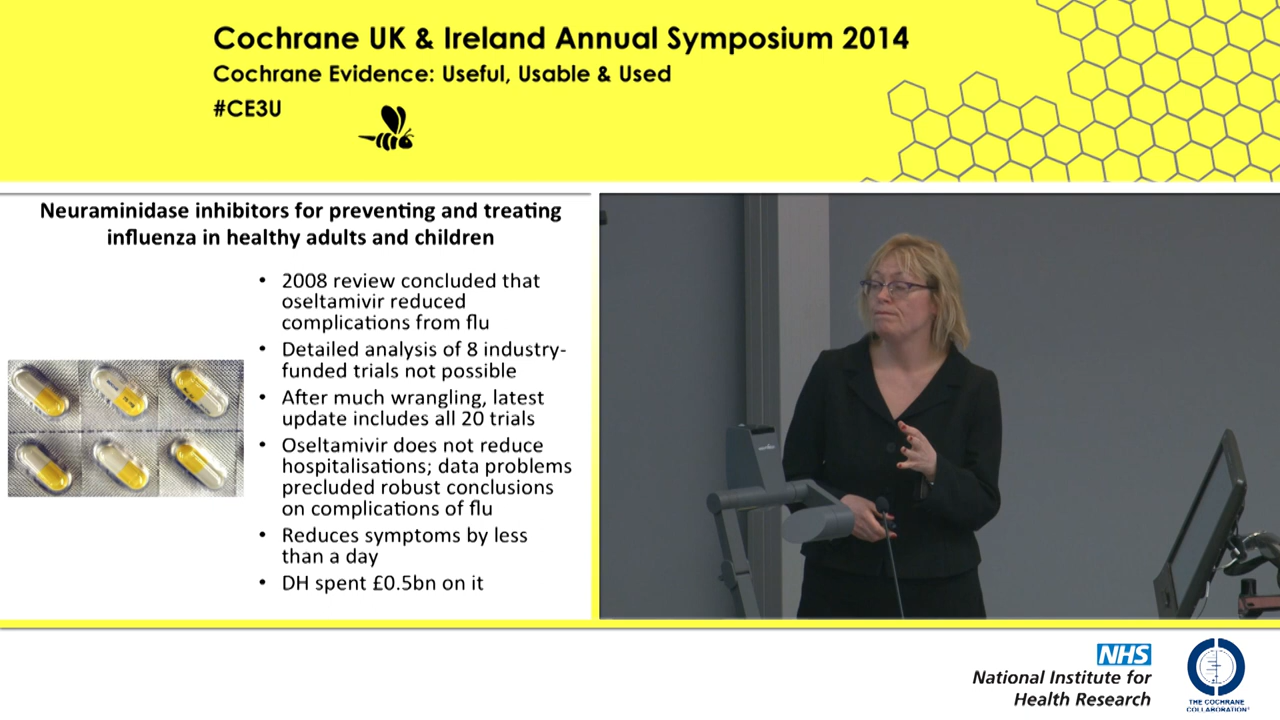 Cochrane UK & Ireland Annual Symposium 2014
Cochrane Evidence: Useful, Usable & Used
#CE3U
Neuraminidase inhibitors for preventing and treating
influenza in healthy adults and children
• 2008 review concluded that
oseltamivir reduced
complications from flu
• Detailed analysis of 8 industry-
funded trials not possible
• After much wrangling, latest
update includes all 20 trials
• Oseltamivir does not reduce
hospitalisations; data problems
precluded robust conclusions
on complications of flu
• Reduces symptoms by less
than a day
• DH spent £0.5bn on it
NHS
National Institute for
Health Research
THE COCHRANE
COLLABORATION®